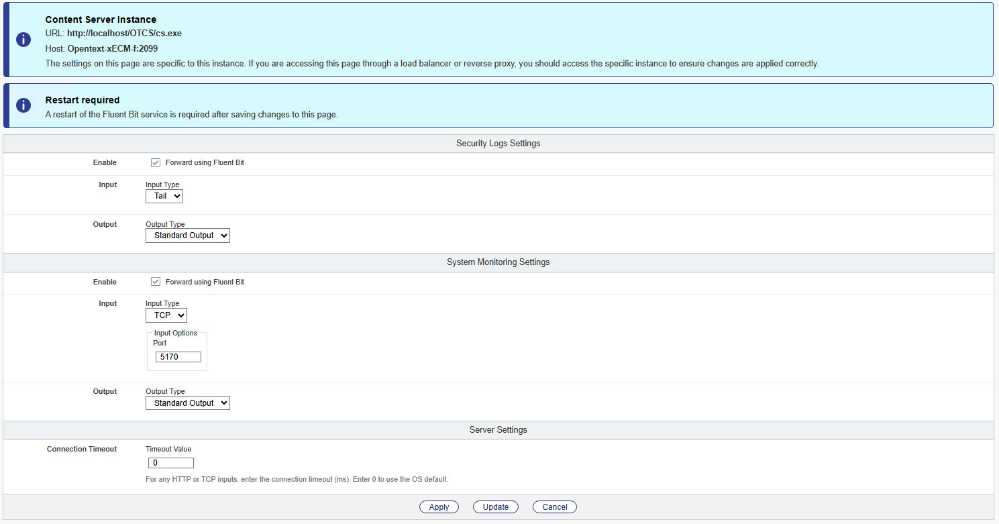 Content Server Instance
URL: http://localhost/OTCS/cs.exe
Host: Opentext-xECM-f:2099
The settings on this page are specific to this instance. If you are accessing this page through a load balancer or reverse proxy, you should access the specific instance to ensure changes are applied correctly.
Restart required
A restart of the Fluent Bit service is required after saving changes to this page.
Security Logs Settings
Enable Forward using Fluent Bit
Input Input Type
Tail
Output Output Type
Standard Output
System Monitoring Settings
Enable Forward using Fluent Bit
Input Input Type
TCP
Input Options
Port
5170
Output Output Type
Standard Output
Server Settings
Connection Timeout Timeout Value
0
For any HTTP or TCP inputs, enter the connection timeout (ms). Enter 0 to use the OS default.
Apply Update Cancel